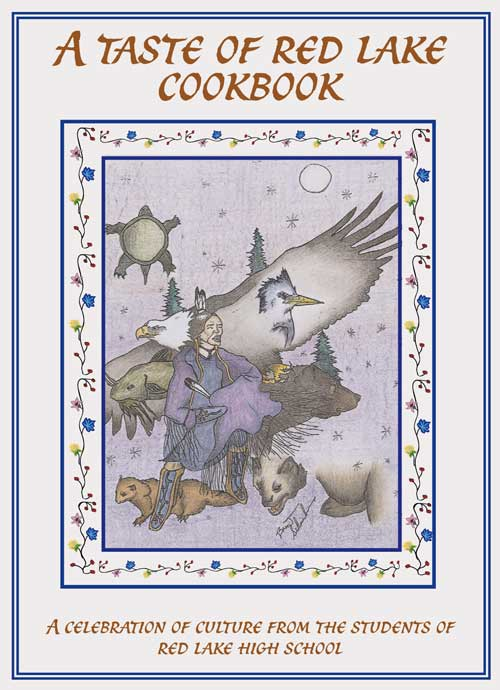 A TASTE OF RED LAKE
COOKBOOK
A CELEBRATION OF CULTURE FROM THE STUDENTS OF
RED LAKE HIGH SCHOOL